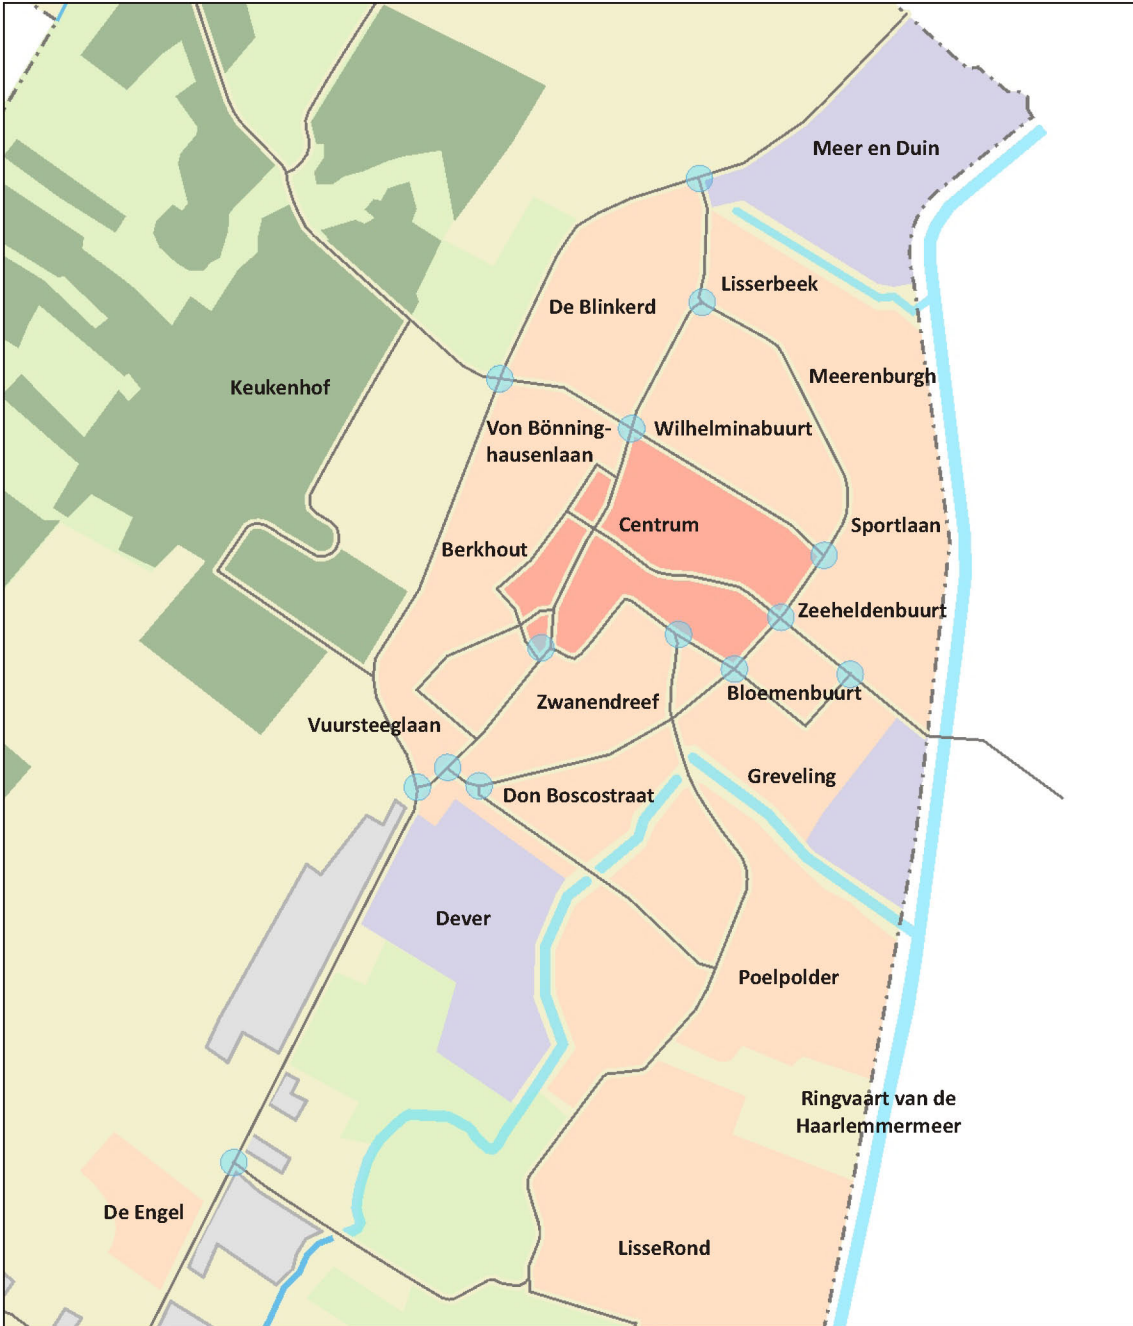 Meer en Duin
Lisserbeek
De Blinkerd
Meerenburgh
Keukenhof
Von Bönning-
hausenlaan
Wilhelminabuurt
Centrum
Sportlaan
Berkhout
Zeeheldenbuurt
Bloemenbuurt
Zwanendreef
Vuursteeglaan
Greveling
Don Boscostraat
Dever
Poelpolder
Ringvaart van de
Haarlemmermeer
De Engel
LisseRond